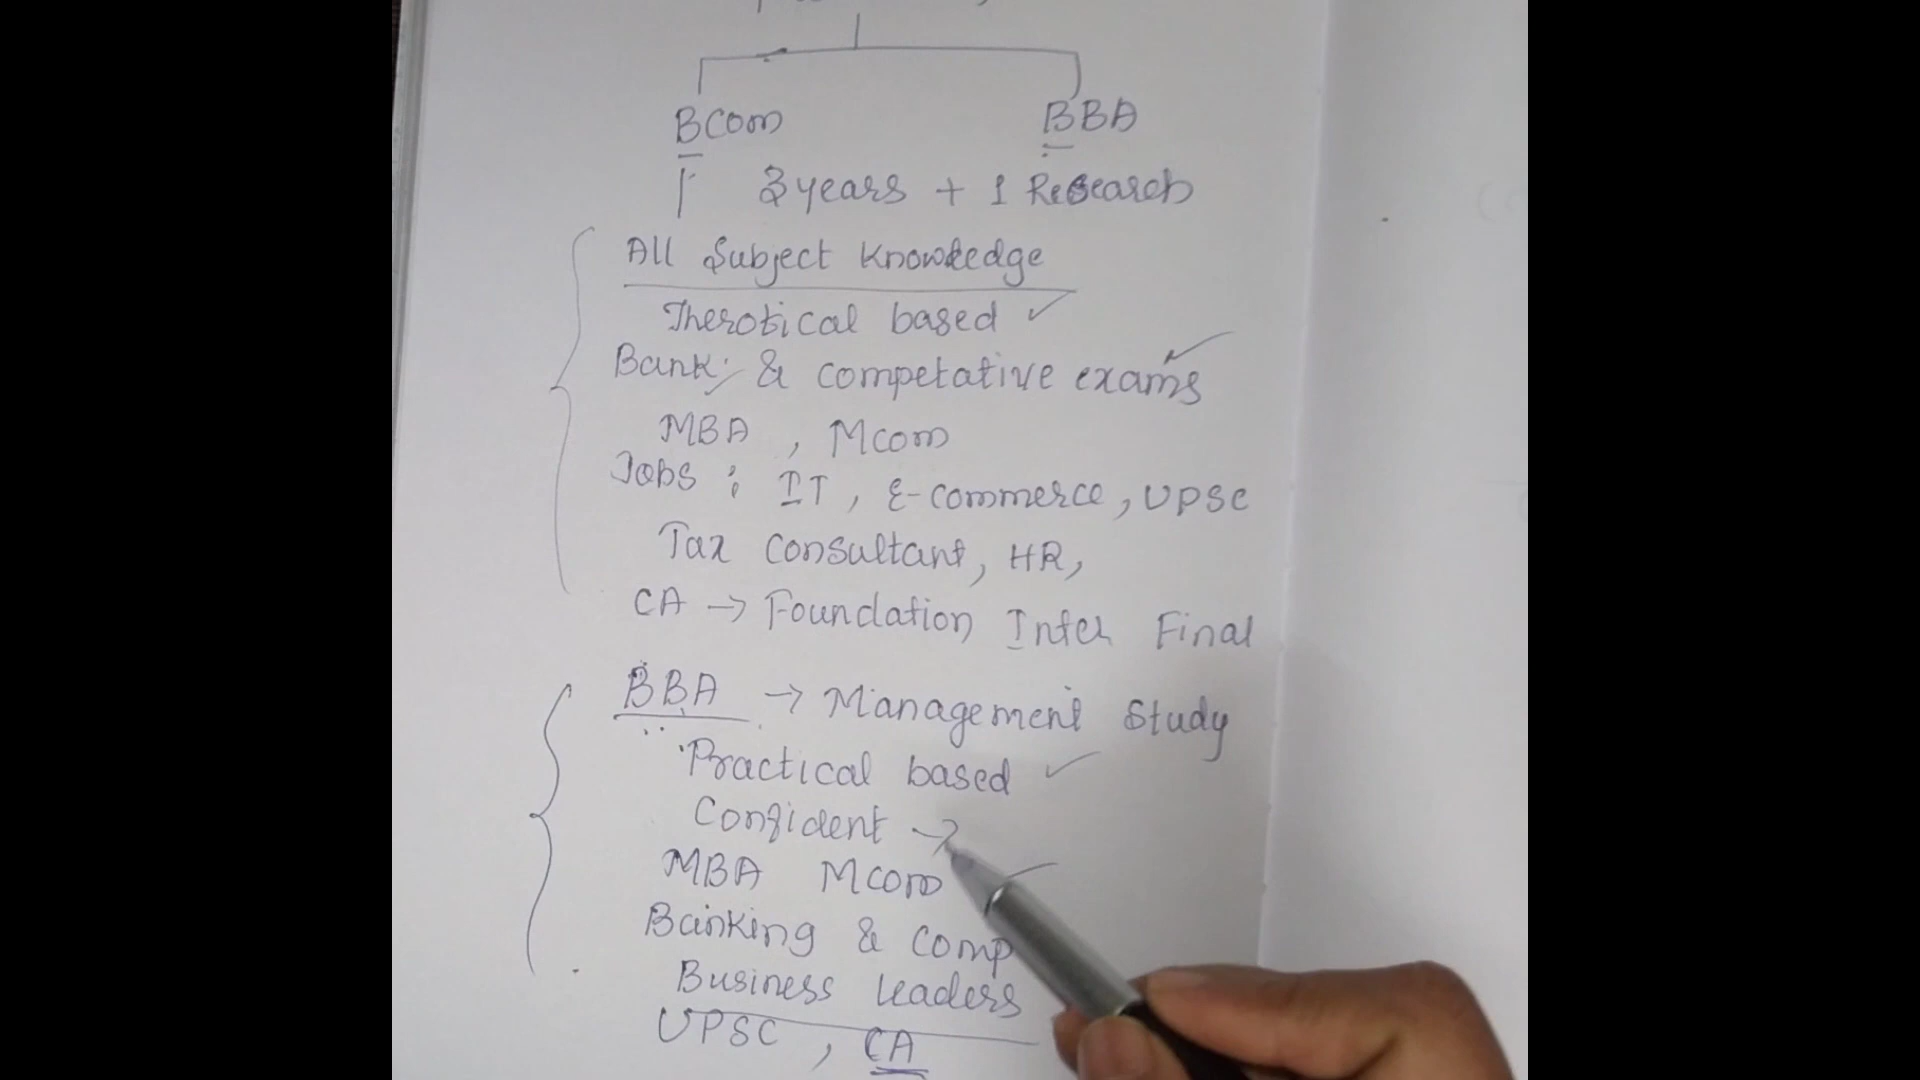 BCom BBA
3 years + 1 Research
All Subject Knowledge
Therotical based ✓
Bank & competative exams
MBA , Mcom
Jobs : IT , E-commerce, UPSC
Tax consultant, HR,
CA → Foundation Inter Final
BBA → Management Study
Practical based ✓
Confident →
MBA Mcom
Banking & comp
Business leaders
UPSC , CA